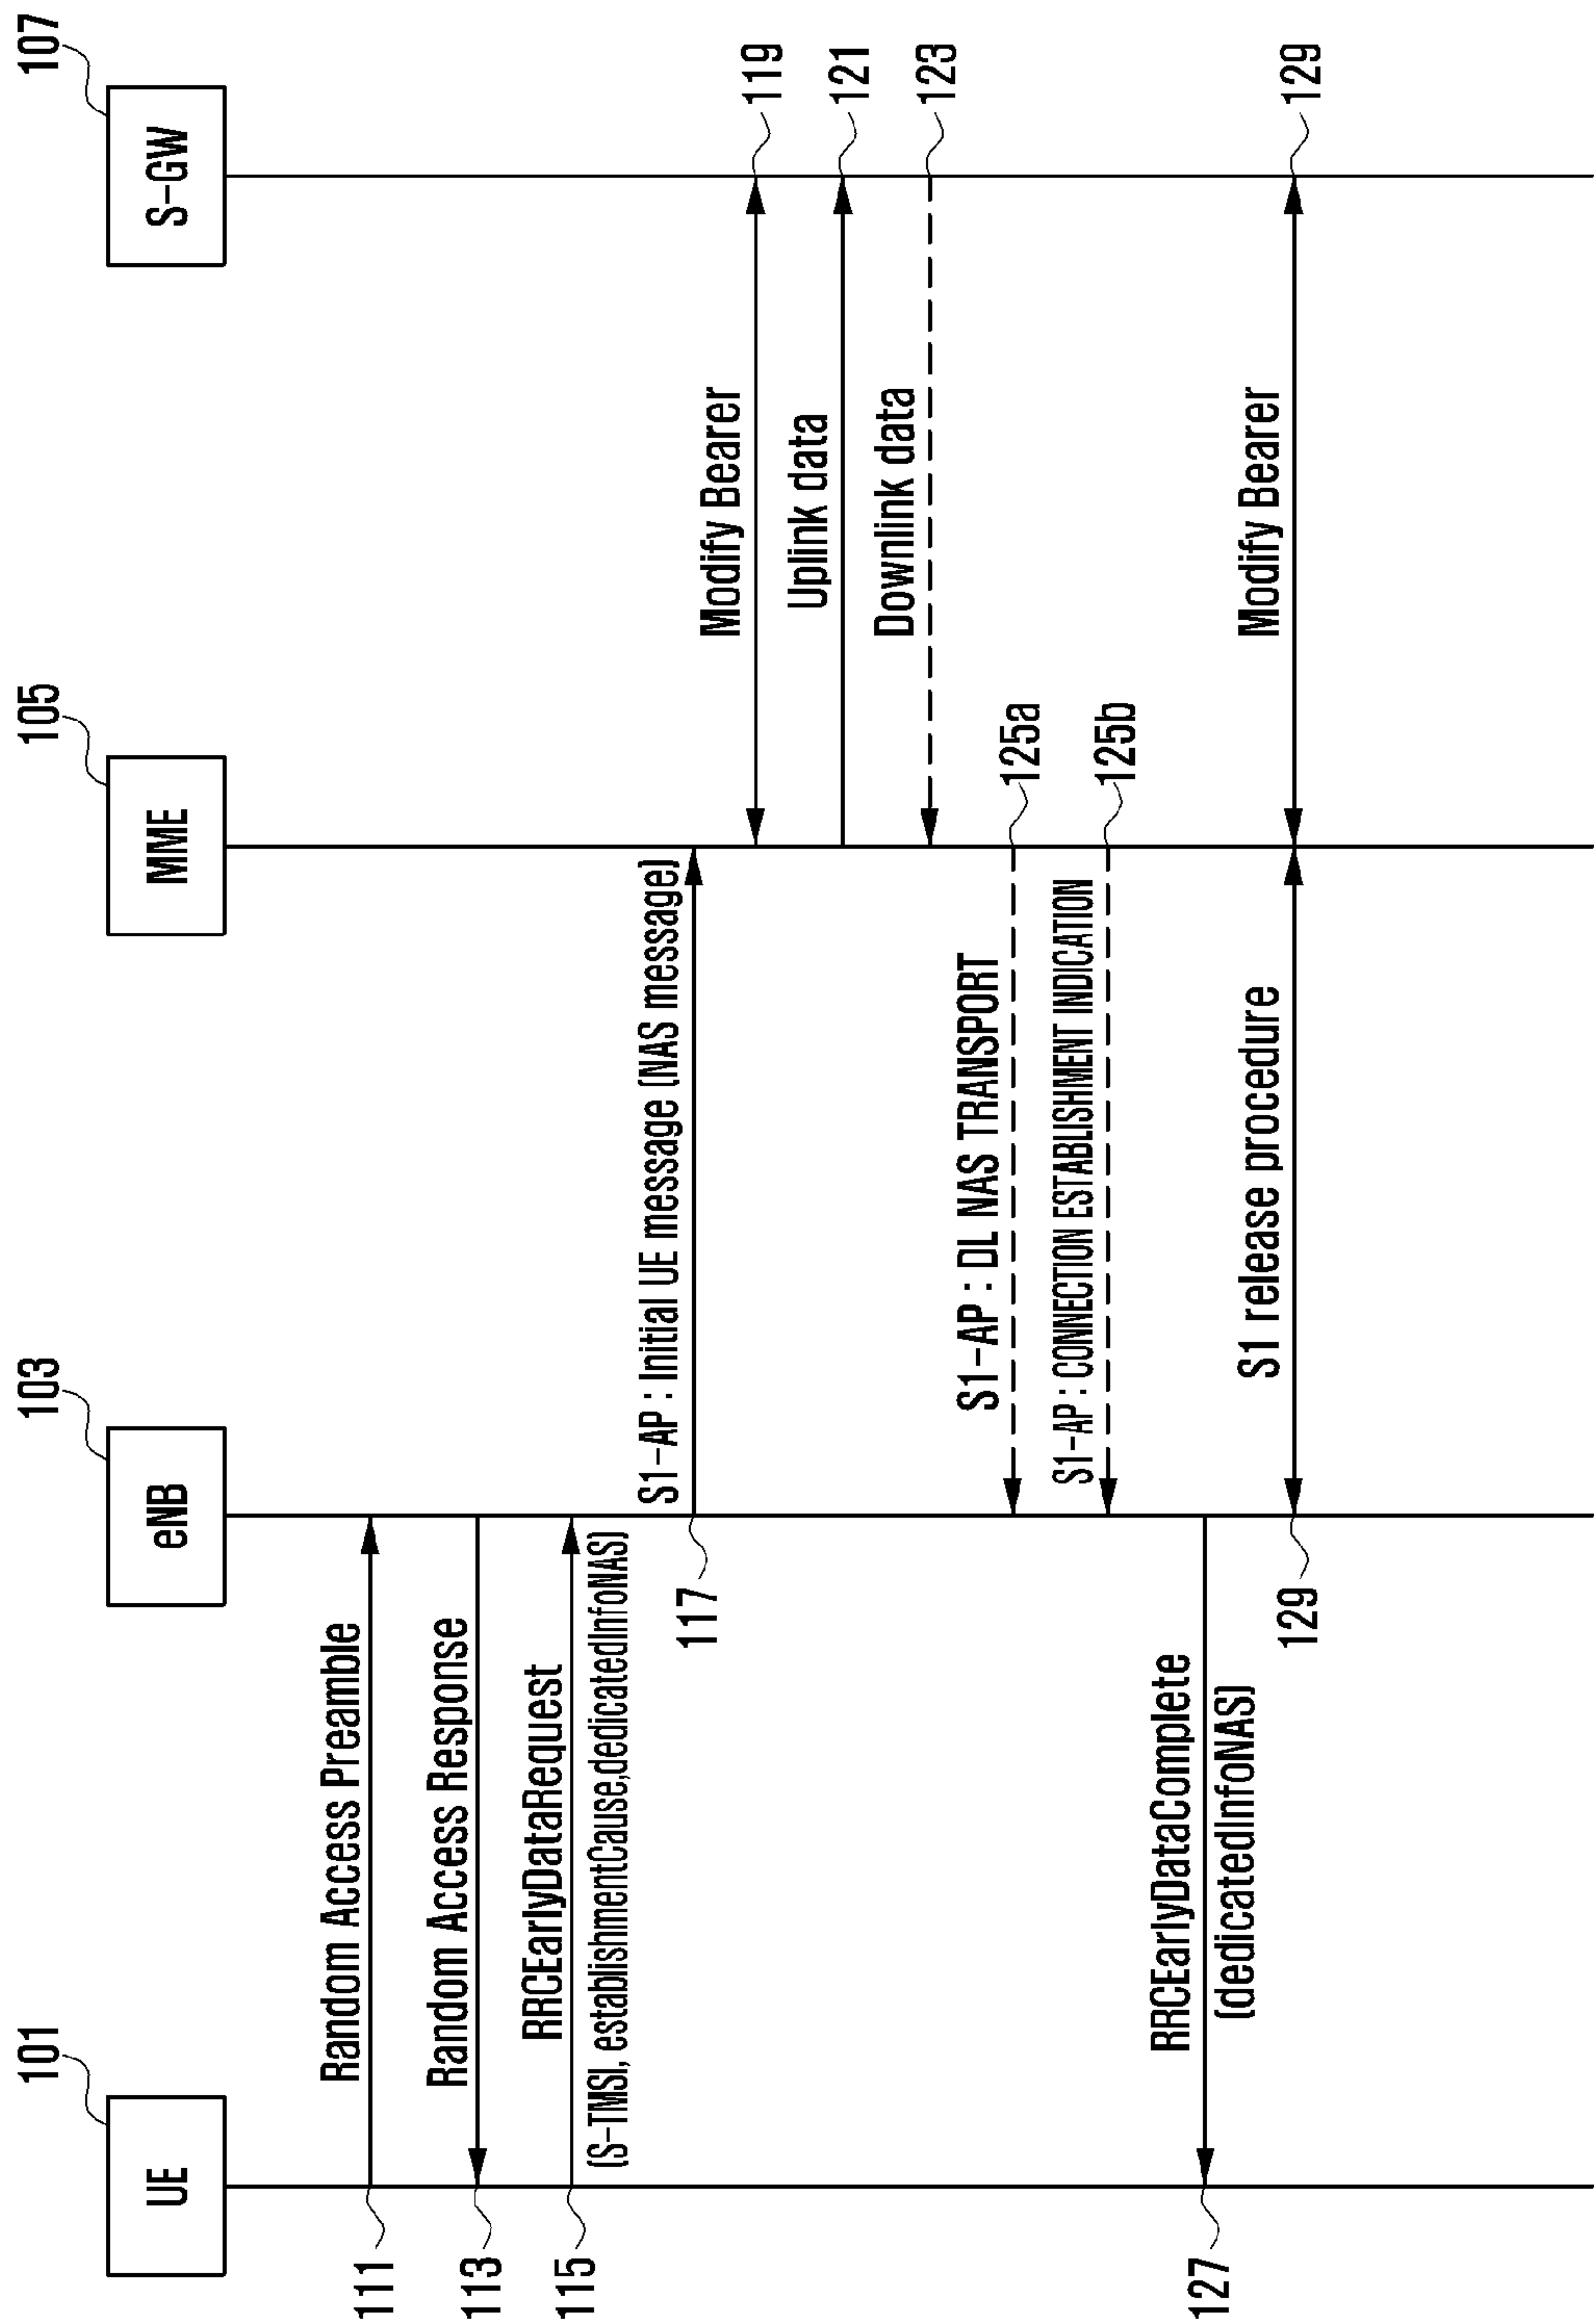 101
103
105
107
UE
eNB
MME
S-GW
111
Random Access Preamble
113
Random Access Response
115
RRCEarlyDataRequest
(S-TMSI, establishmentCause,dedicatedInfoNAS)
S1-AP : Initial UE message (NAS message)
117
Modify Bearer
119
Uplink data
121
Downlink data
123
S1-AP : DL NAS TRANSPORT
125a
S1-AP : CONNECTION ESTABLISHMENT INDICATION
125b
127
RRCEarlyDataComplete
(dedicatedInfoNAS)
129
S1 release procedure
Modify Bearer
129